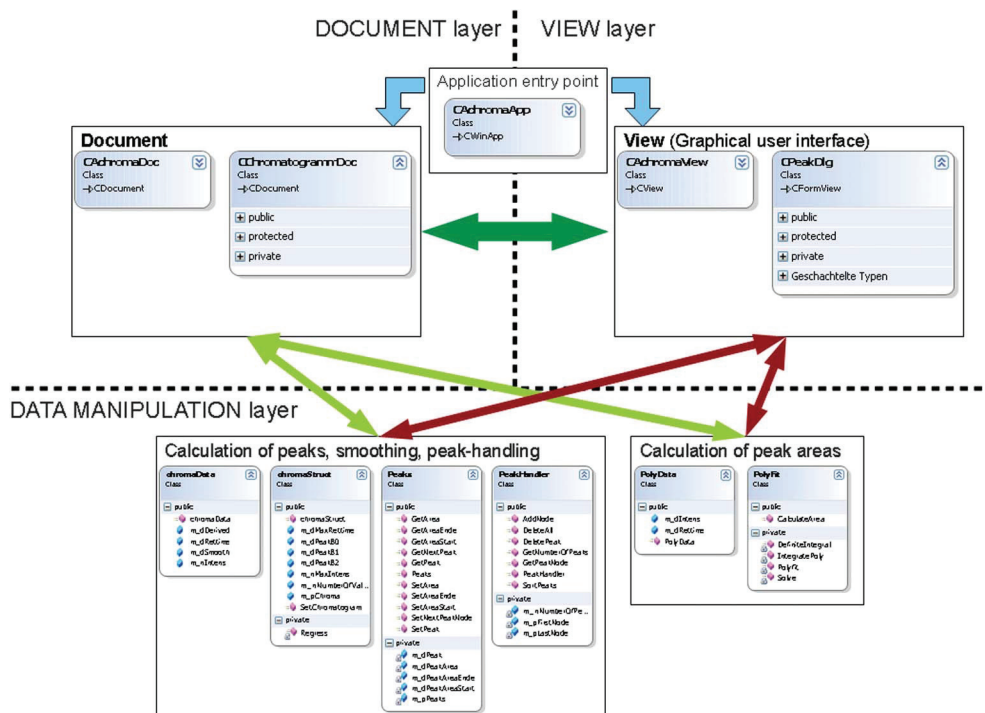 DOCUMENT layer
VIEW layer
Application entry point
CAchromaApp
Class
CWinApp
Document
CAchromaDoc
Class
CDocument
CChromatogrammDoc
Class
CDocument
public
protected
private
View (Graphical user interface)
CAchromaView
Class
CView
CPeakDlg
Class
CFormView
public
protected
private
Geschachtelte Typen
DATA MANIPULATION layer
Calculation of peaks, smoothing, peak-handling
chromaData
Class
public
chromaData
m_dDerived
m_dRettime
m_dSmooth
m_nIntens
chromaStruct
Class
public
chromaStruct
m_dMaxRettime
m_dPeakB0
m_dPeakB1
m_dPeakB2
m_nMaxIntens
m_nNumberOfVal...
m_pChroma
SetChromatogram
private
Regress
Peaks
Class
public
GetArea
GetAreaEnde
GetAreaStart
GetNextPeak
GetPeak
Peaks
SetArea
SetAreaEnde
SetAreaStart
SetNextPeakNode
SetPeak
private
m_dPeak
m_dPeakArea
m_dPeakAreaEnde
m_dPeakAreaStart
m_pPeaks
PeakHandler
Class
public
AddNode
DeleteAll
DeletePeak
GetNumberOfPeaks
GetPeakNode
PeakHandler
SortPeaks
private
m_nNumberOfPe...
m_pFirstNode
m_pLastNode
Calculation of peak areas
PolyData
Class
public
m_dIntens
m_dRettime
PolyData
PolyFit
Class
public
CalculateArea
private
DefiniteIntegral
IntegratePoly
PolyFit
Solve